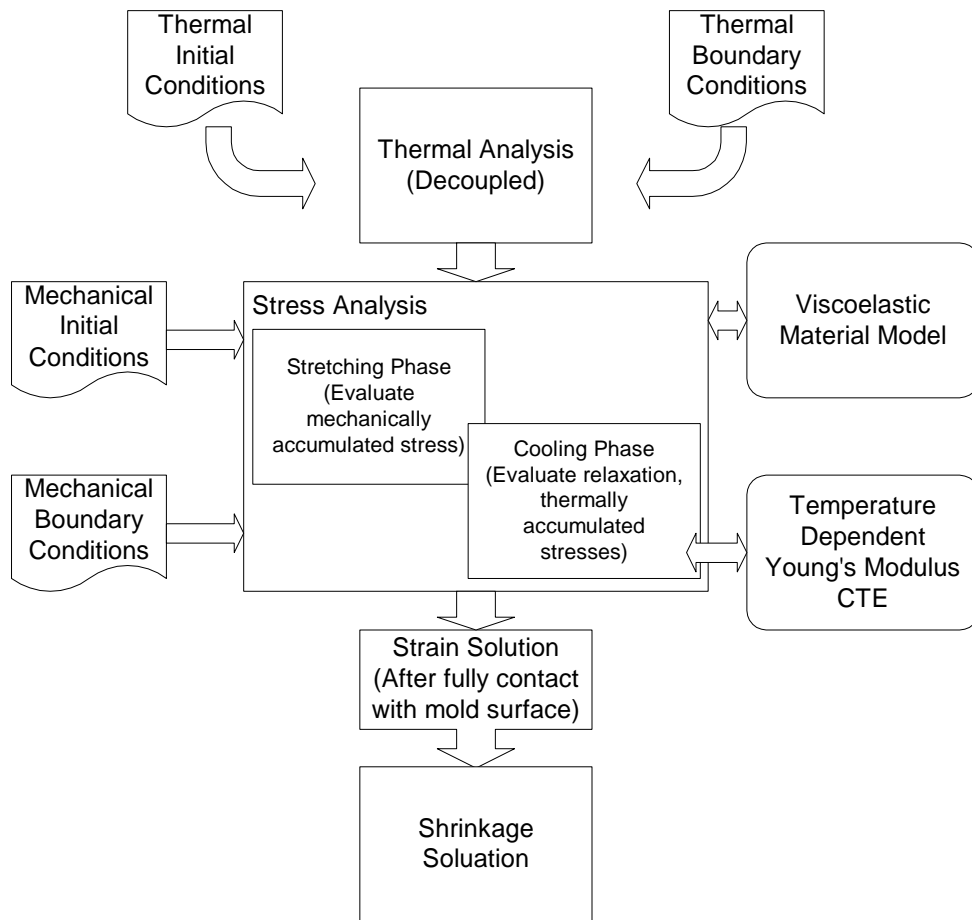 Thermal
Initial
Conditions
Thermal
Boundary
Conditions
Thermal Analysis
(Decoupled)
Mechanical
Initial
Conditions
Stress Analysis
Stretching Phase
(Evaluate
mechanically
accumulated stress)
Viscoelastic
Material Model
Cooling Phase
(Evaluate relaxation,
thermally
accumulated
stresses)
Mechanical
Boundary
Conditions
Temperature
Dependent
Young's Modulus
CTE
Strain Solution
(After fully contact
with mold surface)
Shrinkage
Soluation